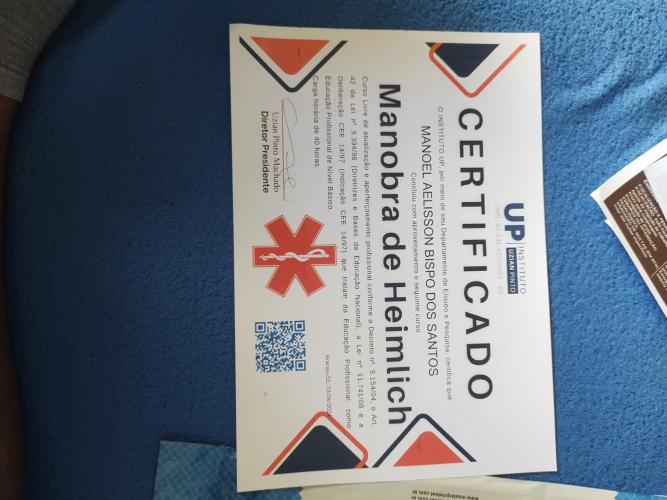 UP INSTITUTO
UZIAN PINTO
CERTIFICADO
O INSTITUTO UP, por meio de seu Departamento de Ensino e Pesquisa, certifica que
MANOEL AELISSON BISPO DOS SANTOS
Concluiu com aproveitamento o seguinte curso
Manobra de Heimlich
Curso Livre de atualização e aperfeiçoamento profissional conforme o Decreto nº 5.154/04, o Art.
42 da Lei nº 9.394/96 (Diretrizes e Bases da Educação Nacional), a Lei nº 11.741/08 e a
Deliberação CEE 14/97 (Indicação CEE 14/97) que tratam da Educação Profissional, como
Educação Profissional de Nível Básico.
Carga horária de 40 horas.
Aracaju-SE,
Uzian Pinto Machado
Diretor Presidente